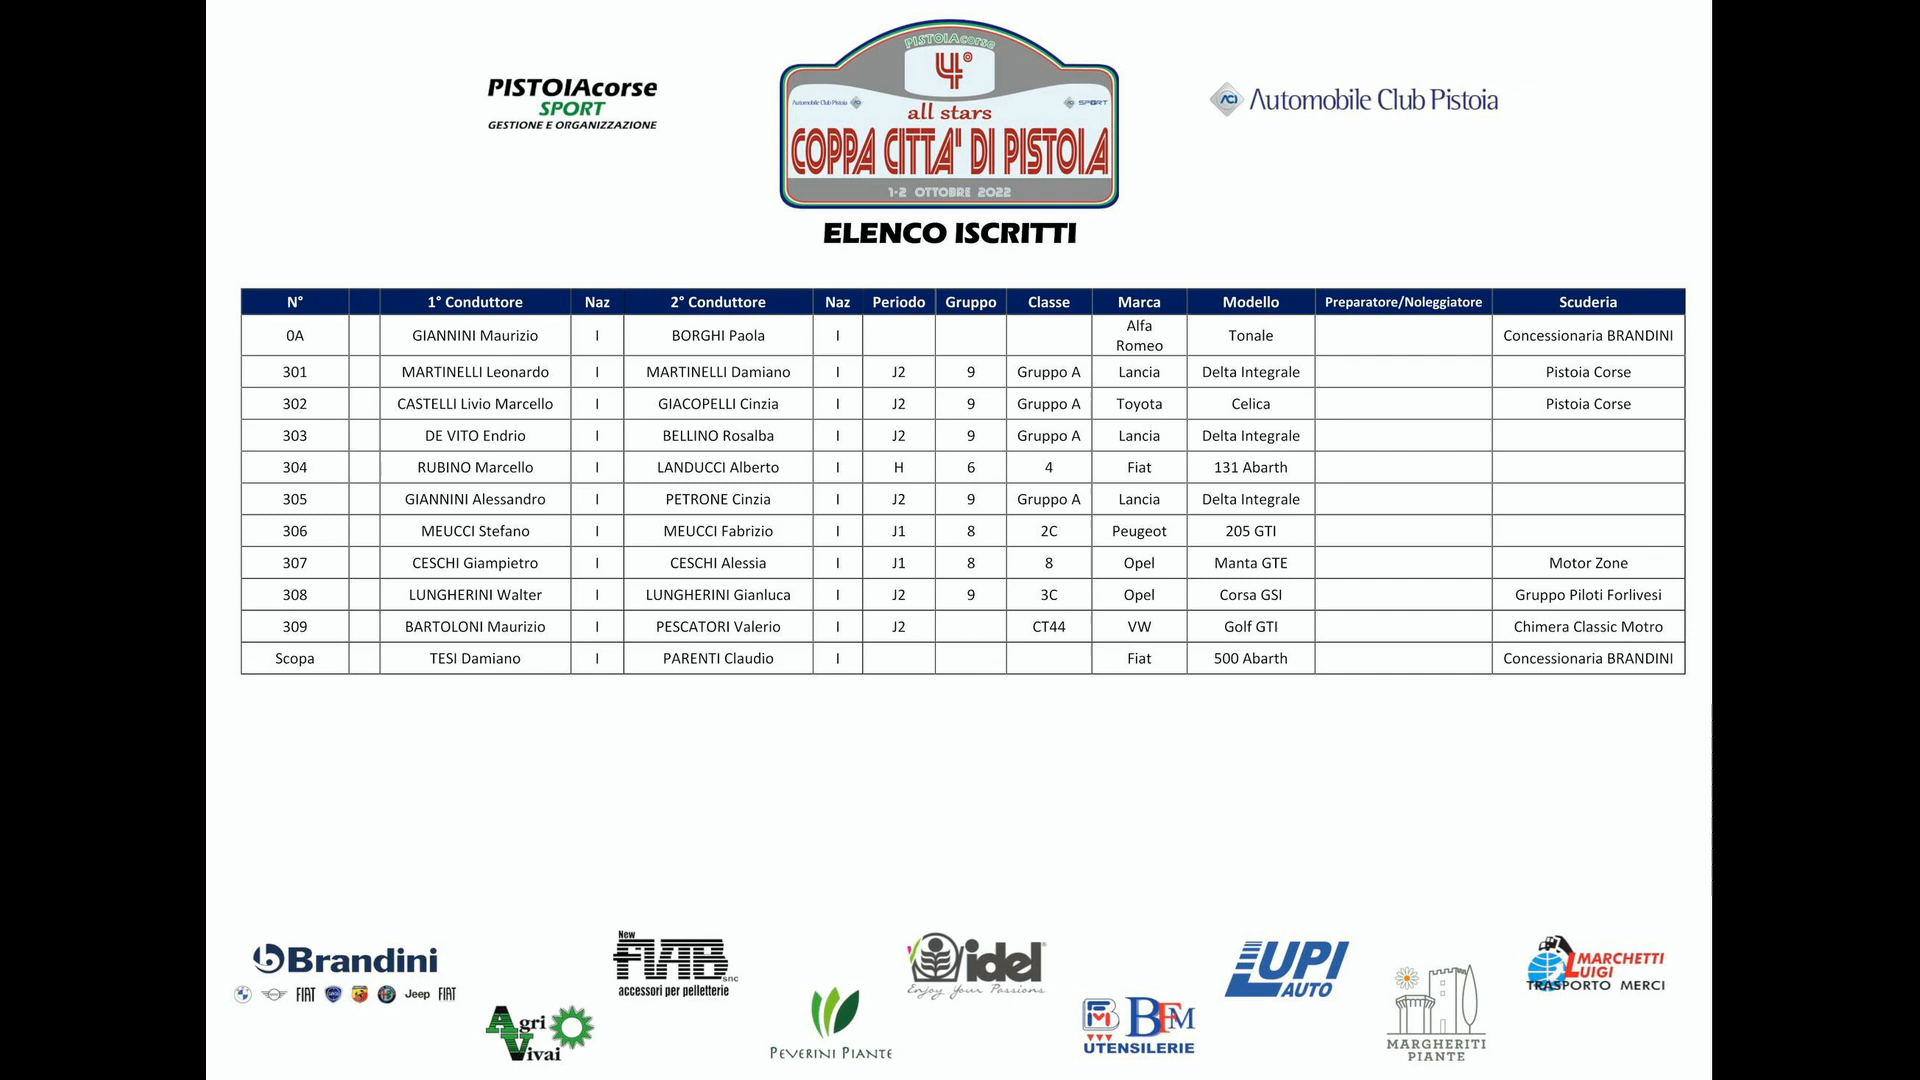 PISTOIAcorse
SPORT
GESTIONE E ORGANIZZAZIONE
PISTOIAcorse
4°
Automobile Club Pistoia
ACI SPORT
all stars
COPPA CITTA' DI PISTOIA
1-2 OTTOBRE 2022
ACI Automobile Club Pistoia
ELENCO ISCRITTI
N° 1° Conduttore Naz 2° Conduttore Naz Periodo Gruppo Classe Marca Modello Preparatore/Noleggiatore Scuderia
0A GIANNINI Maurizio I BORGHI Paola I Alfa Romeo Tonale Concessionaria BRANDINI
301 MARTINELLI Leonardo I MARTINELLI Damiano I J2 9 Gruppo A Lancia Delta Integrale Pistoia Corse
302 CASTELLI Livio Marcello I GIACOPELLI Cinzia I J2 9 Gruppo A Toyota Celica Pistoia Corse
303 DE VITO Endrio I BELLINO Rosalba I J2 9 Gruppo A Lancia Delta Integrale
304 RUBINO Marcello I LANDUCCI Alberto I H 6 4 Fiat 131 Abarth
305 GIANNINI Alessandro I PETRONE Cinzia I J2 9 Gruppo A Lancia Delta Integrale
306 MEUCCI Stefano I MEUCCI Fabrizio I J1 8 2C Peugeot 205 GTI
307 CESCHI Giampietro I CESCHI Alessia I J1 8 8 Opel Manta GTE Motor Zone
308 LUNGHERINI Walter I LUNGHERINI Gianluca I J2 9 3C Opel Corsa GSI Gruppo Piloti Forlivesi
309 BARTOLONI Maurizio I PESCATORI Valerio I J2 CT44 VW Golf GTI Chimera Classic Motro
Scopa TESI Damiano I PARENTI Claudio I Fiat 500 Abarth Concessionaria BRANDINI
Brandini
FIAT Jeep FIAT
New
FIAB snc
accessori per pelletterie
idel
Enjoy Your Passions
LUPI
AUTO
MARCHETTI
LUIGI
TRASPORTO MERCI
Agri
Vivai
PEVERINI PIANTE
BFM
UTENSILERIE
MARGHERITI
PIANTE